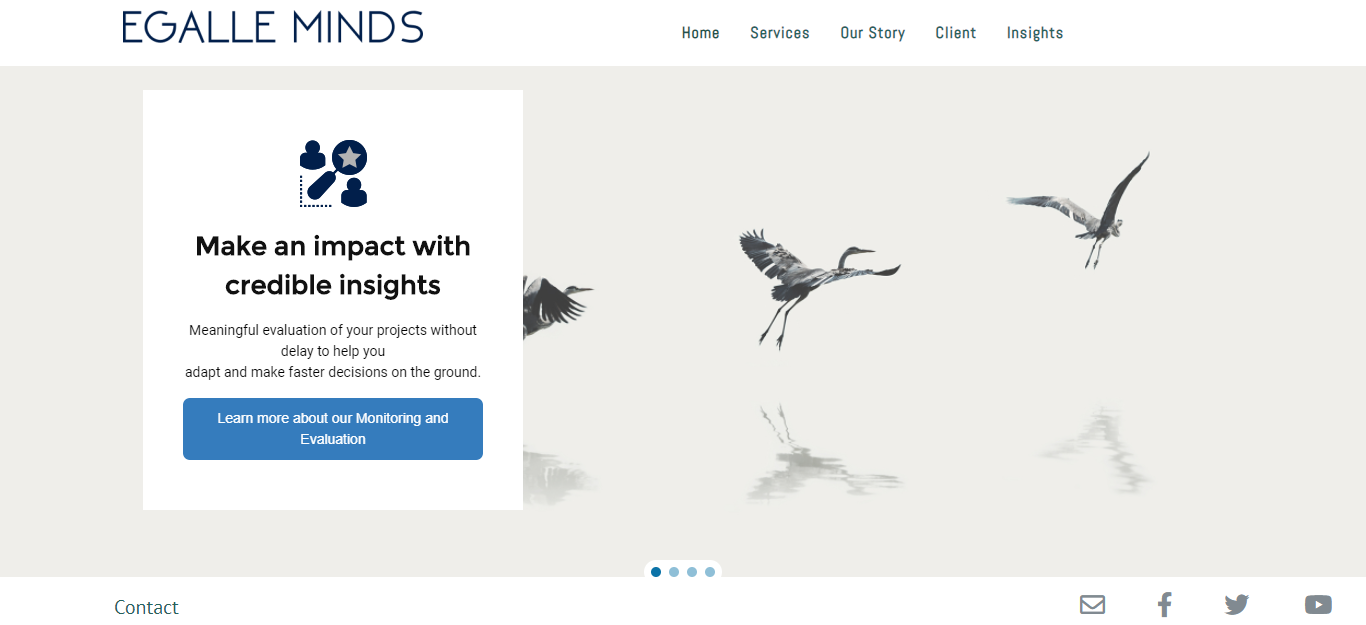 EGALLE MINDS
Home Services Our Story Client Insights
Make an impact with
credible insights
Meaningful evaluation of your projects without
delay to help you
adapt and make faster decisions on the ground.
Learn more about our Monitoring and
Evaluation
Contact